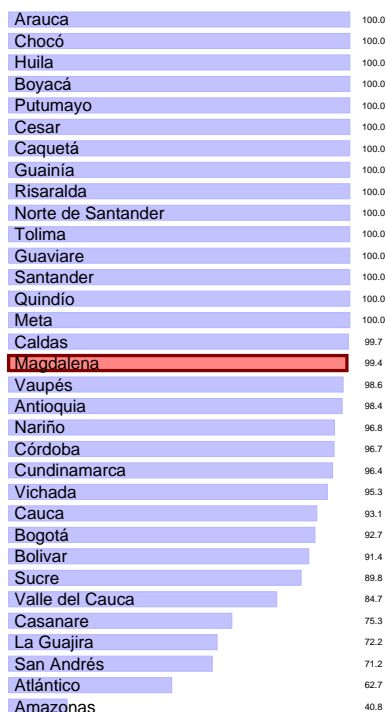 Arauca 100.0
Chocó 100.0
Huila 100.0
Boyacá 100.0
Putumayo 100.0
Cesar 100.0
Caquetá 100.0
Guainía 100.0
Risaralda 100.0
Norte de Santander 100.0
Tolima 100.0
Guaviare 100.0
Santander 100.0
Quindío 100.0
Meta 100.0
Caldas 99.7
Magdalena 99.4
Vaupés 98.6
Antioquia 98.4
Nariño 96.8
Córdoba 96.7
Cundinamarca 96.4
Vichada 95.3
Cauca 93.1
Bogotá 92.7
Bolivar 91.4
Sucre 89.8
Valle del Cauca 84.7
Casanare 75.3
La Guajira 72.2
San Andrés 71.2
Atlántico 62.7
Amazonas 40.8